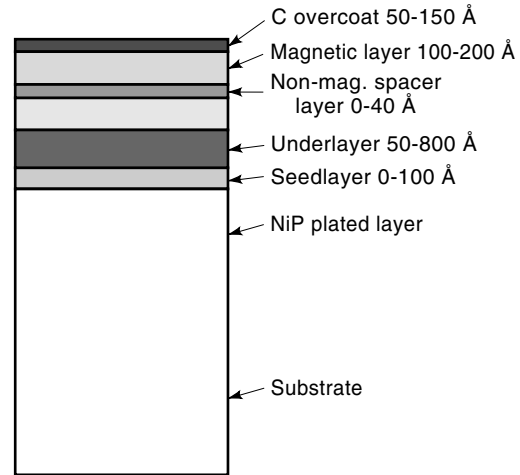 C overcoat 50-150 Å
Magnetic layer 100-200 Å
Non-mag. spacer
layer 0-40 Å
Underlayer 50-800 Å
Seedlayer 0-100 Å
NiP plated layer
Substrate